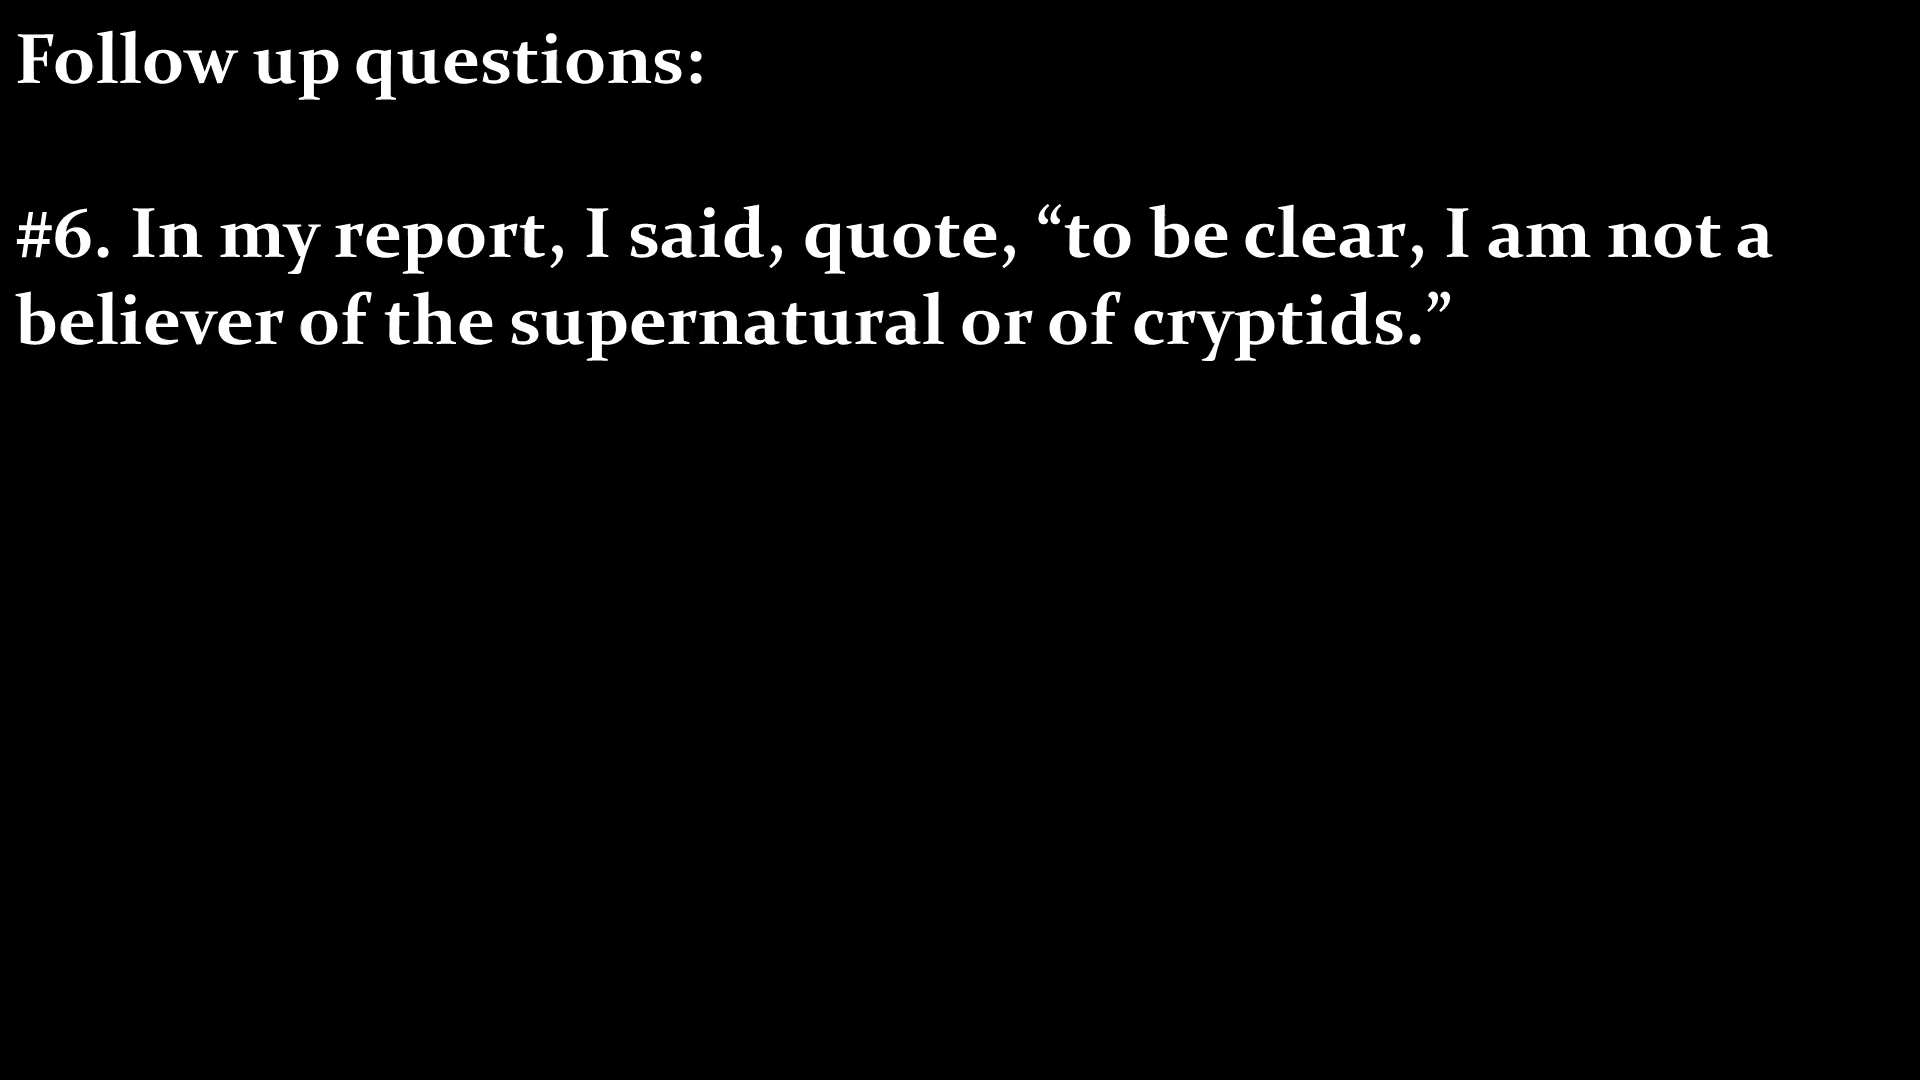 Follow up questions:
#6. In my report, I said, quote, “to be clear, I am not a
believer of the supernatural or of cryptids.”